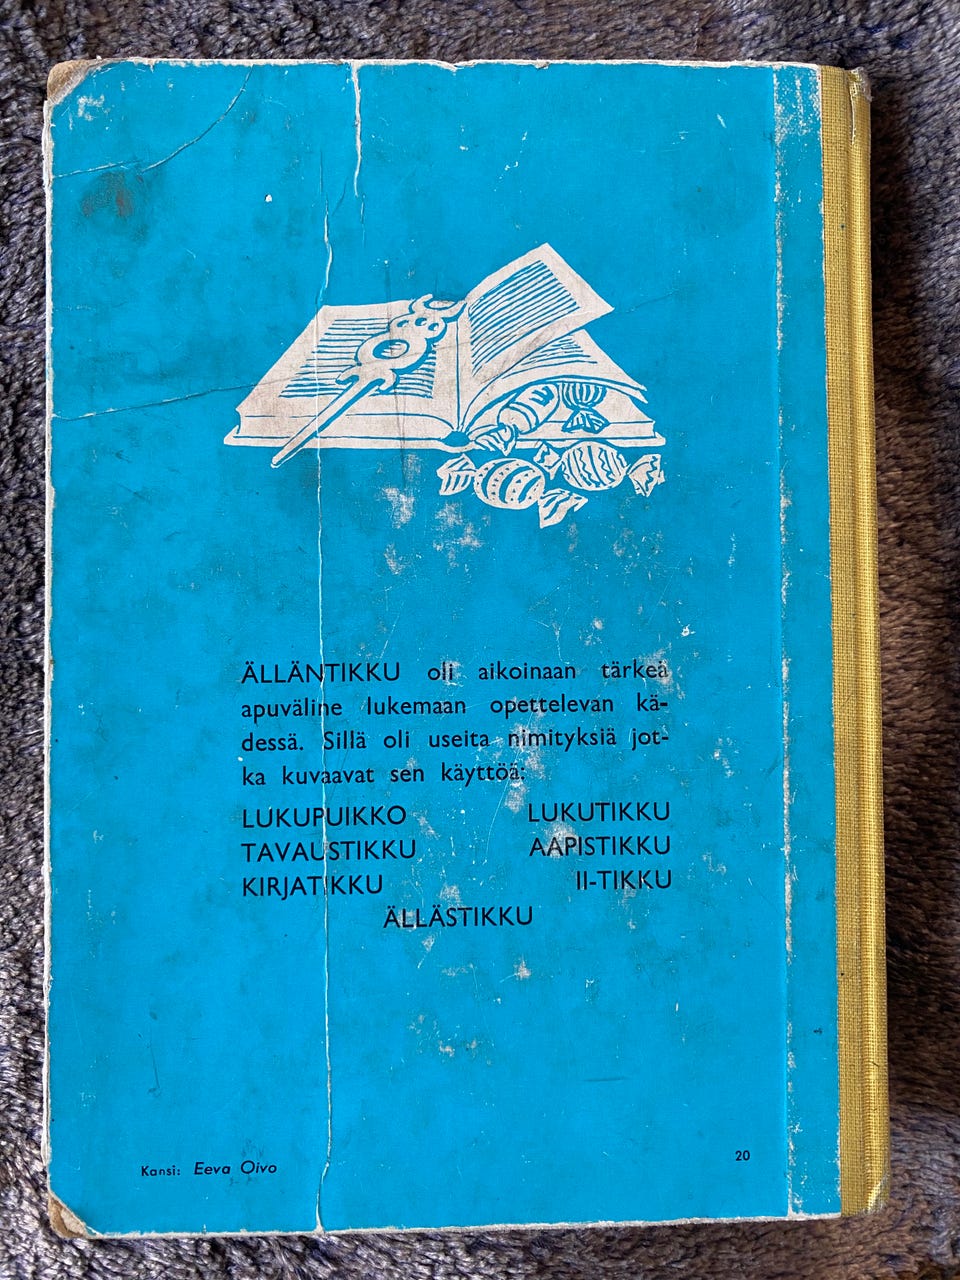 ÄLLÄNTIKKU oli aikoinaan tärkeä
apuväline lukemaan opettelevan kä-
dessä. Sillä oli useita nimityksiä jot-
ka kuvaavat sen käyttöä:
LUKUPUIKKO LUKUTIKKU
TAVAUSTIKKU AAPISTIKKU
KIRJATIKKU II-TIKKU
ÄLLÄSTIKKU
Kansi: Eeva Oivo
20